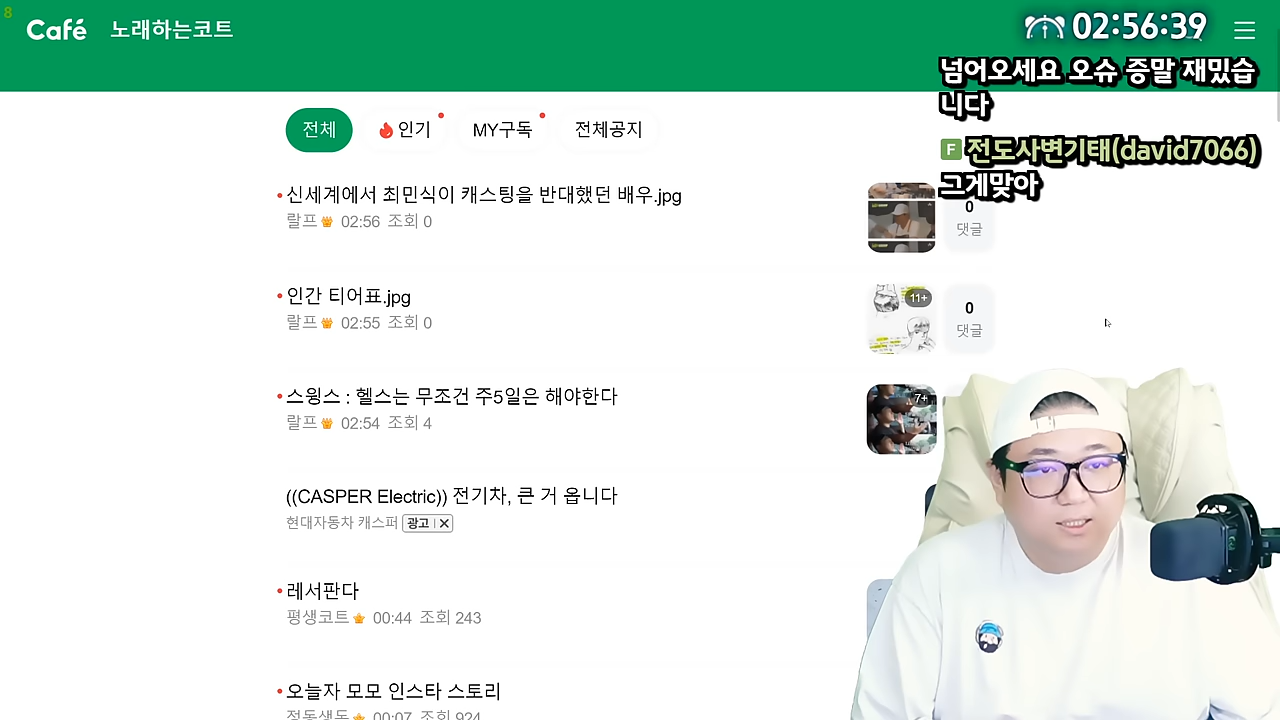 8
Café 노래하는코트
02:56:39
넘어오세요 오슈 증말 재밌습
니다
F 전도사변기태(david7066)
그게맞아
전체 인기 MY구독 전체공지
신세계에서 최민식이 캐스팅을 반대했던 배우.jpg
랄프 02:56 조회 0
0
댓글
인간 티어표.jpg
랄프 02:55 조회 0
11+
0
댓글
스윙스 : 헬스는 무조건 주5일은 해야한다
랄프 02:54 조회 4
7+
((CASPER Electric)) 전기차, 큰 거 옵니다
현대자동차 캐스퍼 광고 X
레서판다
평생코트 00:44 조회 243
오늘자 모모 인스타 스토리
00:07 조회 924